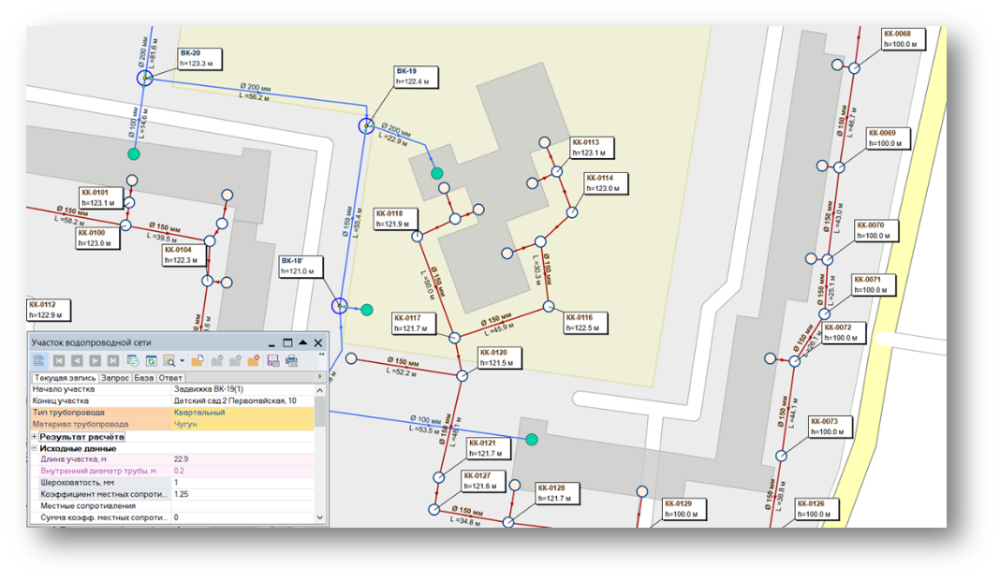 КК-0068
h=100.0 м
Ø 200 мм
L=81.6 м
ВК-20
h=123.3 м
ВК-19
h=122.4 м
Ø 200 мм
L=56.2 м
Ø 100 мм
L=14.6 м
Ø 200 мм
L=22.9 м
Ø 150 мм
L=46.7 м
КК-0069
h=100.0 м
КК-0113
h=123.1 м
КК-0114
h=123.0 м
КК-0101
h=123.1 м
Ø 150 мм
L=58.2 м
КК-0100
h=123.0 м
Ø 150 мм
L=39.5 м
КК-0104
h=122.3 м
КК-0118
h=121.9 м
Ø 159 мм
L=55.4 м
Ø 150 мм
L=43.0 м
КК-0070
h=100.0 м
ВК-18'
h=121.0 м
Ø 150 мм
L=50.0 м
Ø 150 мм
L=30.3 м
Ø 150 мм
L=25.1 м
КК-0071
h=100.0 м
КК-0112
h=122.9 м
КК-0117
h=121.7 м
Ø 150 мм
L=45.9 м
КК-0116
h=122.5 м
КК-0072
h=100.0 м
Ø 150 мм
L=26.1 м
Ø 150 мм
L=52.2 м
КК-0120
h=121.5 м
Ø 100 мм
L=53.5 м
Ø 150 мм
L=48.1 м
Ø 150 мм
L=44.1 м
КК-0073
h=100.0 м
КК-0121
h=121.7 м
КК-0127
h=121.6 м
КК-0128
h=121.7 м
Ø 150 мм
L=34.8 м
КК-0129
h=100.0 м
Ø 150 мм
L=38.8 м
КК-0126
h=100.0 м
Участок водопроводной сети
Текущая запись Запрос База Ответ
Начало участка Задвижка ВК-19(1)
Конец участка Детский сад 2 Первомайская, 10
Тип трубопровода Квартальный
Материал трубопровода Чугун
Результат расчёта
Исходные данные
Длина участка, м 22.9
Внутренний диаметр трубы, м 0.2
Шероховатость, мм 1
Коэффициент местных сопроти... 1.25
Местные сопротивления
Сумма коэфф. местных сопроти... 0